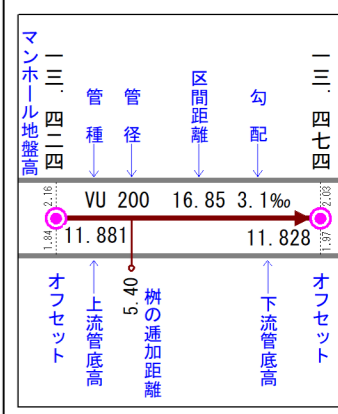 マンホール地盤高
一三．四二四
管種
管径
区間距離
勾配
一三．四七四
2.16
VU 200 16.85 3.1‰
2.03
1.84
11.881
11.828
1.97
オフセット
上流管底高
5.40
桝の逓加距離
下流管底高
オフセット